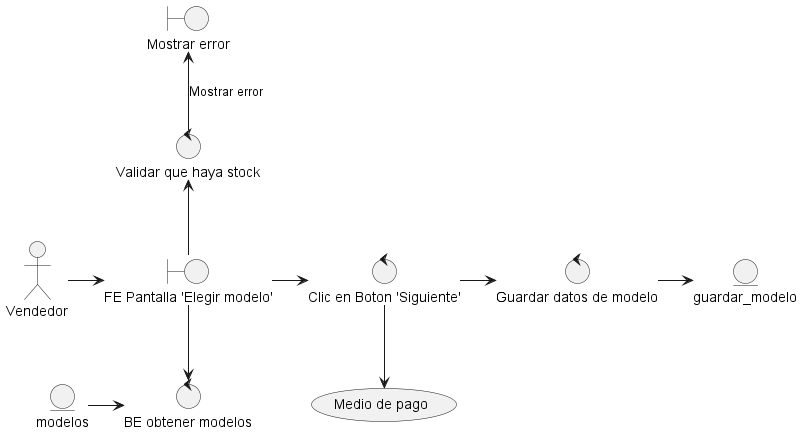 Mostrar error
Mostrar error
Validar que haya stock
Vendedor
FE Pantalla 'Elegir modelo'
Clic en Boton 'Siguiente'
Guardar datos de modelo
guardar_modelo
modelos
BE obtener modelos
Medio de pago